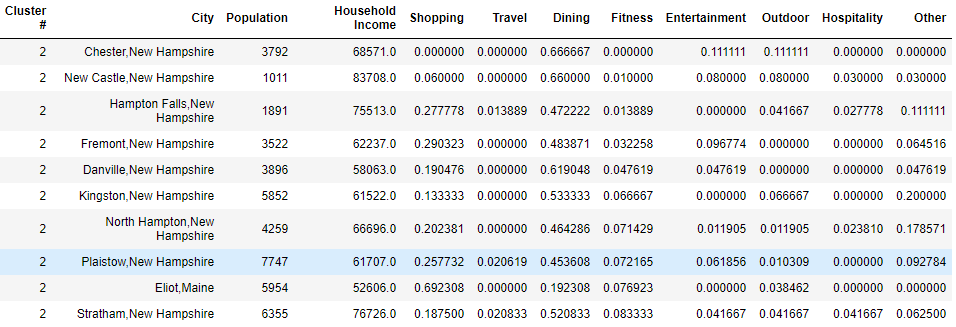 Cluster # City Population Household Income Shopping Travel Dining Fitness Entertainment Outdoor Hospitality Other
2 Chester,New Hampshire 3792 68571.0 0.000000 0.000000 0.666667 0.000000 0.111111 0.111111 0.000000 0.000000
2 New Castle,New Hampshire 1011 83708.0 0.060000 0.000000 0.660000 0.010000 0.080000 0.080000 0.030000 0.030000
2 Hampton Falls,New Hampshire 1891 75513.0 0.277778 0.013889 0.472222 0.013889 0.000000 0.041667 0.027778 0.111111
2 Fremont,New Hampshire 3522 62237.0 0.290323 0.000000 0.483871 0.032258 0.096774 0.000000 0.000000 0.064516
2 Danville,New Hampshire 3896 58063.0 0.190476 0.000000 0.619048 0.047619 0.047619 0.000000 0.000000 0.047619
2 Kingston,New Hampshire 5852 61522.0 0.133333 0.000000 0.533333 0.066667 0.000000 0.066667 0.000000 0.200000
2 North Hampton,New Hampshire 4259 66696.0 0.202381 0.000000 0.464286 0.071429 0.011905 0.011905 0.023810 0.178571
2 Plaistow,New Hampshire 7747 61707.0 0.257732 0.020619 0.453608 0.072165 0.061856 0.010309 0.000000 0.092784
2 Eliot,Maine 5954 52606.0 0.692308 0.000000 0.192308 0.076923 0.000000 0.038462 0.000000 0.000000
2 Stratham,New Hampshire 6355 76726.0 0.187500 0.020833 0.520833 0.083333 0.041667 0.041667 0.041667 0.062500